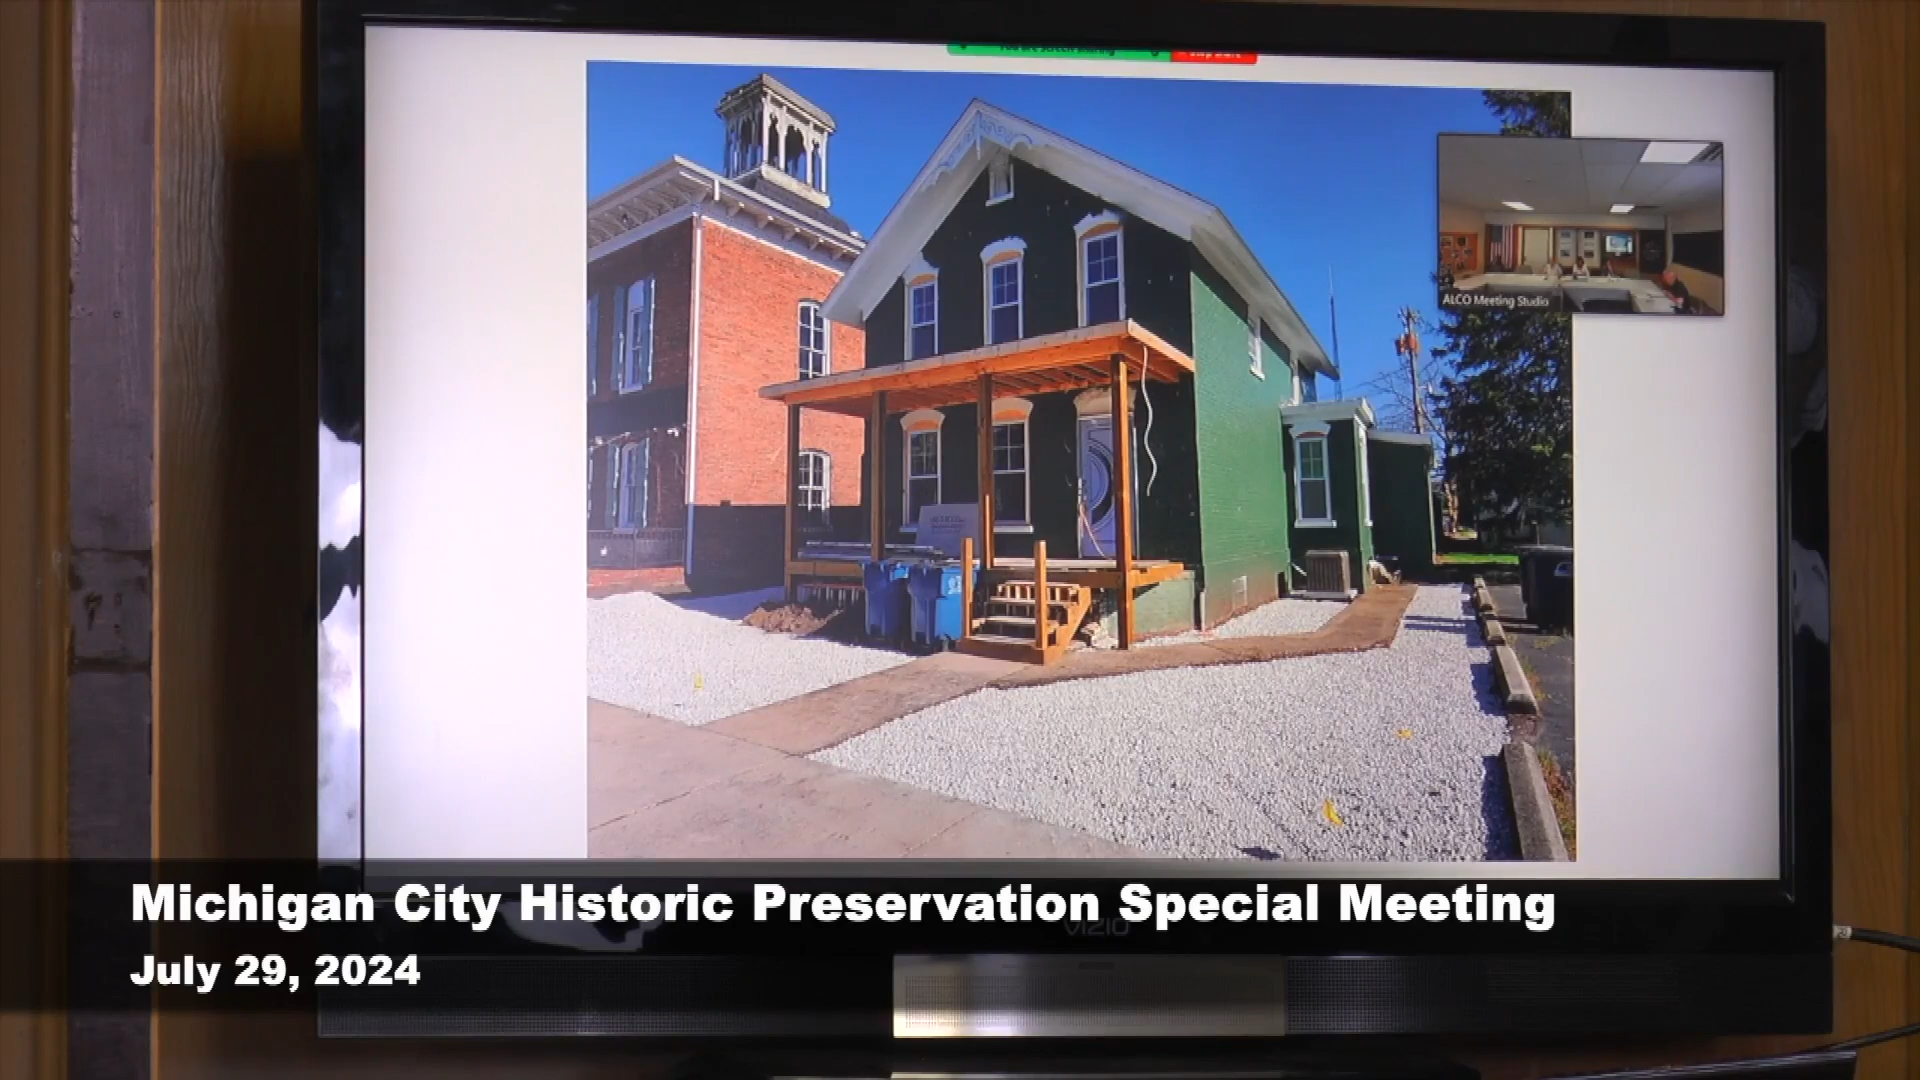 ALCO Meeting Studio
Michigan City Historic Preservation Special Meeting
VIZIO
July 29, 2024